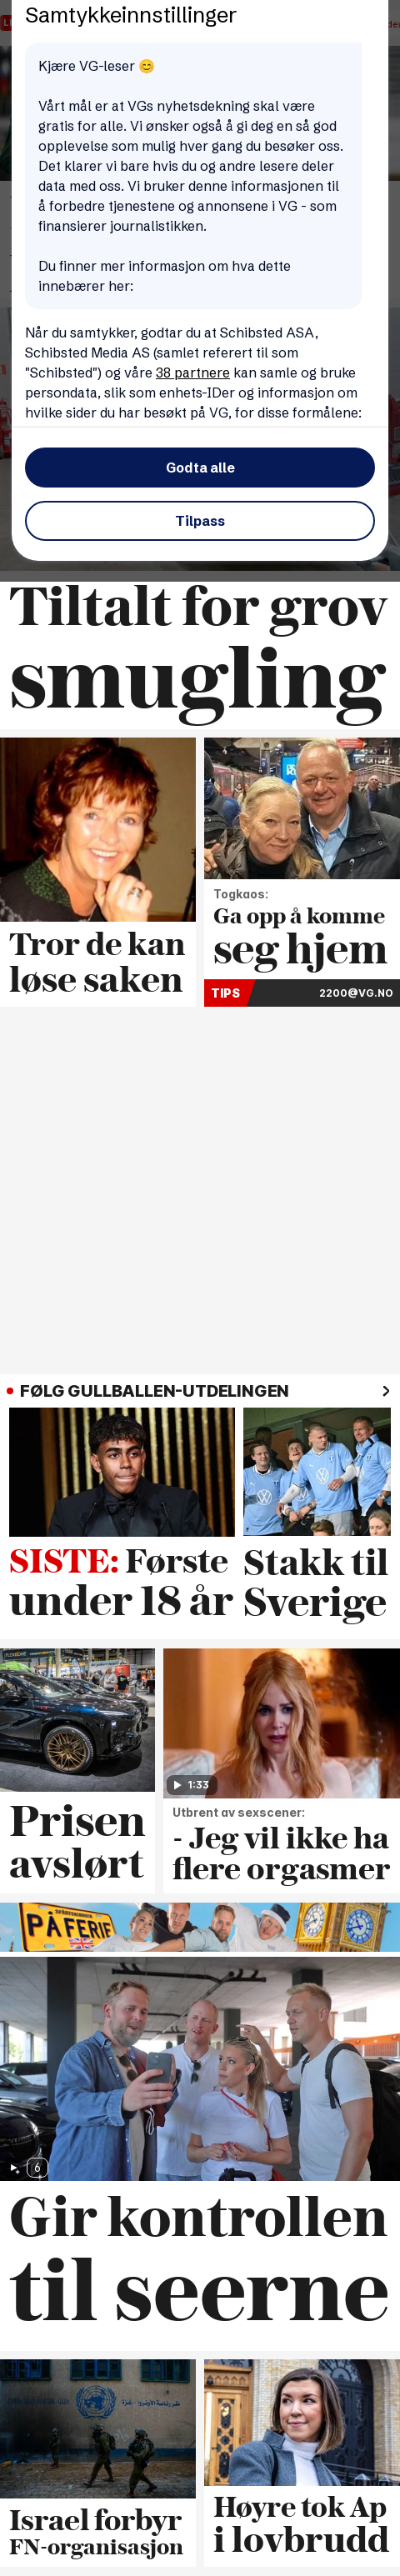 Samtykkeinnstillinger
Kjære VG-leser 😊
Vårt mål er at VGs nyhetsdekning skal være
gratis for alle. Vi ønsker også å gi deg en så god
opplevelse som mulig hver gang du besøker oss.
Det klarer vi bare hvis du og andre lesere deler
data med oss. Vi bruker denne informasjonen til
å forbedre tjenestene og annonsene i VG - som
finansierer journalistikken.
Du finner mer informasjon om hva dette
innebærer her:
Når du samtykker, godtar du at Schibsted ASA,
Schibsted Media AS (samlet referert til som
"Schibsted") og våre 38 partnere kan samle og bruke
persondata, slik som enhets-IDer og informasjon om
hvilke sider du har besøkt på VG, for disse formålene:
Godta alle
Tilpass
Tiltalt for grov
smugling
Tror de kan
løse saken
Togkaos:
Ga opp å komme
seg hjem
TIPS 2200@VG.NO
FØLG GULLBALLEN-UTDELINGEN
SISTE: Første
under 18 år
Stakk til
Sverige
1:33
Prisen
avslørt
Utbrent av sexscener:
- Jeg vil ikke ha
flere orgasmer
PÅ FERIE
6
Gir kontrollen
til seerne
Israel forbyr
FN-organisasjon
Høyre tok Ap
i lovbrudd